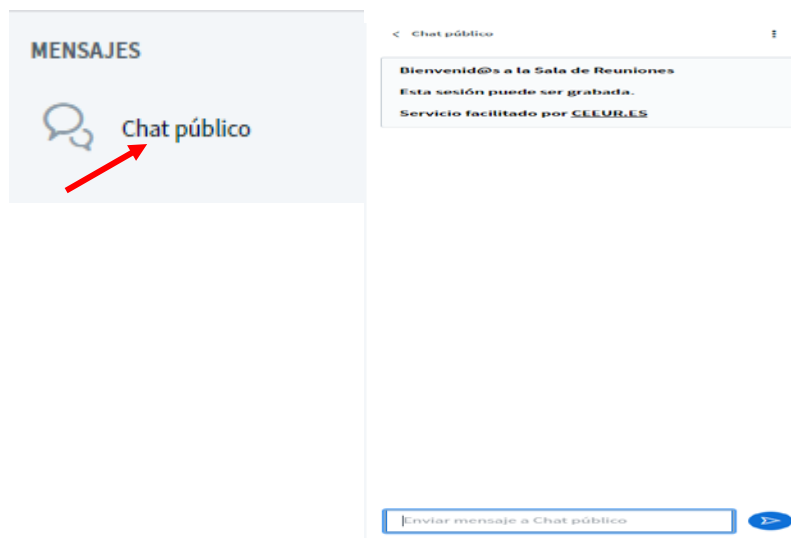 MENSAJES
Chat público
< Chat público
Bienvenid@s a la Sala de Reuniones
Esta sesión puede ser grabada.
Servicio facilitado por CEEUR.ES
Enviar mensaje a Chat público